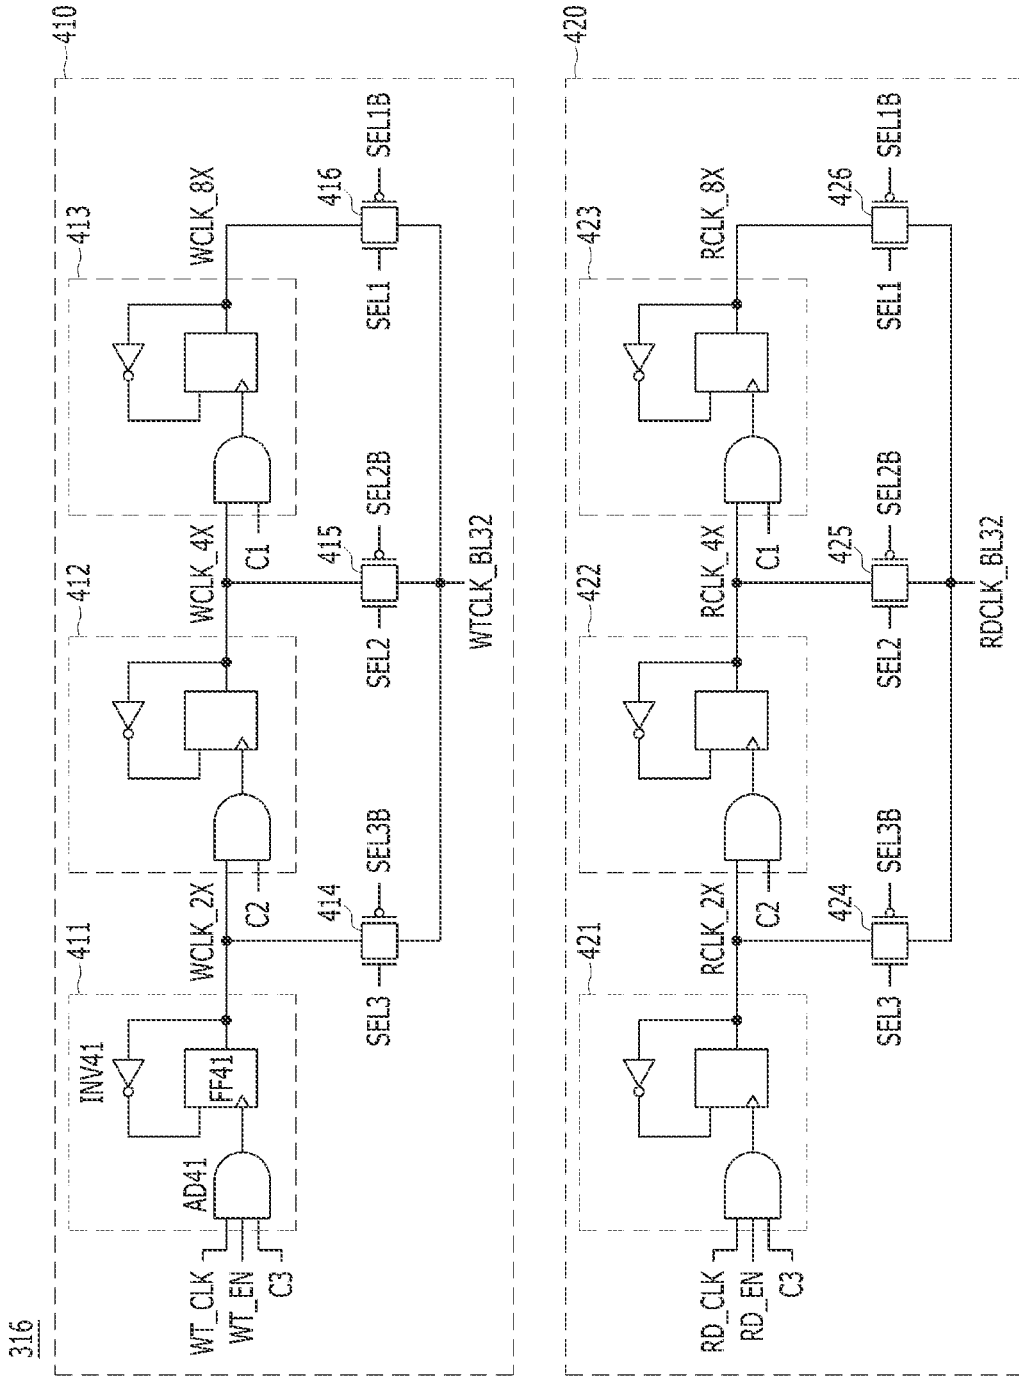 316
410
411
412
413
INV41
AD41
FF41
WT_CLK
WT_EN
C3
WCLK_2X
C2
WCLK_4X
C1
WCLK_8X
414
415
416
SEL3
SEL3B
SEL2
SEL2B
SEL1
SEL1B
WTCLK_BL32
420
421
422
423
RD_CLK
RD_EN
C3
RCLK_2X
C2
RCLK_4X
C1
RCLK_8X
424
425
426
SEL3
SEL3B
SEL2
SEL2B
SEL1
SEL1B
RDCLK_BL32